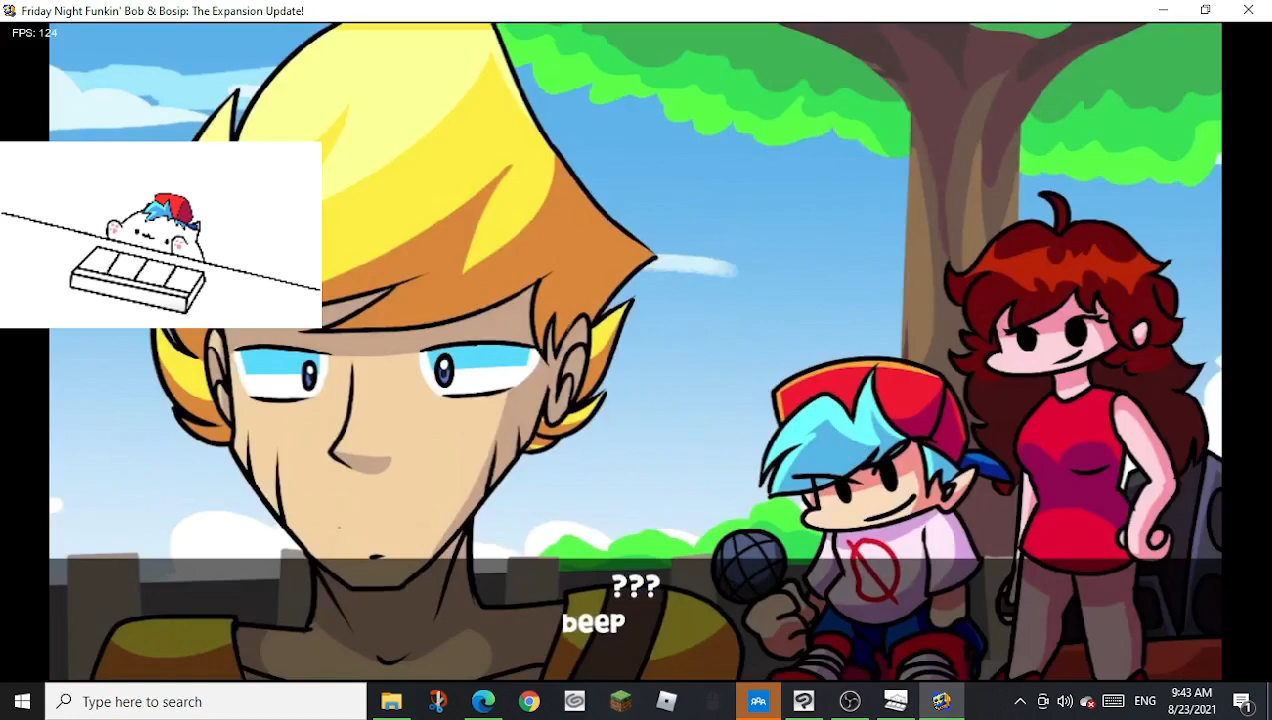 Friday Night Funkin' Bob & Bosip: The Expansion Update!
FPS: 124
???
beep
Type here to search
ENG
9:43 AM
8/23/2021
1